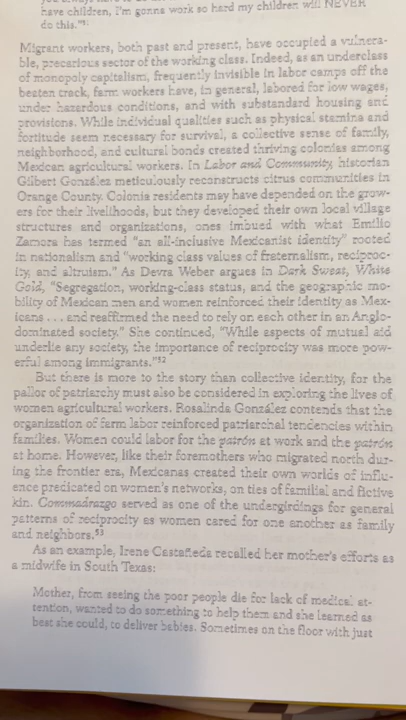 have children, I'm gonna work so hard my children will NEVER
do this."51
Migrant workers, both past and present, have occupied a vulnera-
ble, precarious sector of the working class. Indeed, as an underclass
of monopoly capitalism, frequently invisible in labor camps off the
beaten track, farm workers have, in general, labored for low wages,
under hazardous conditions, and with substandard housing and
provisions. While individual qualities such as physical stamina and
fortitude seem necessary for survival, a collective sense of family,
neighborhood, and cultural bonds created thriving colonias among
Mexican agricultural workers. In Labor and Community, historian
Gilbert González meticulously reconstructs citrus communities in
Orange County. Colonia residents may have depended on the grow-
ers for their livelihoods, but they developed their own local village
structures and organizations, ones imbued with what Emilio
Zamora has termed "an all-inclusive Mexicanist identity" rooted
in nationalism and "working class values of fraternalism, reciproc-
ity, and altruism." As Devra Weber argues in Dark Sweat, White
Gold, "Segregation, working-class status, and the geographic mo-
bility of Mexican men and women reinforced their identity as Mex-
icans . . . and reaffirmed the need to rely on each other in an Anglo-
dominated society." She continued, "While aspects of mutual aid
underlie any society, the importance of reciprocity was more pow-
erful among immigrants."52
But there is more to the story than collective identity, for the
pallor of patriarchy must also be considered in exploring the lives of
women agricultural workers. Rosalinda González contends that the
organization of farm labor reinforced patriarchal tendencies within
families. Women could labor for the patrón at work and the patrón
at home. However, like their foremothers who migrated north dur-
ing the frontier era, Mexicanas created their own worlds of influ-
ence predicated on women's networks, on ties of familial and fictive
kin. Commadrazgo served as one of the undergirdings for general
patterns of reciprocity as women cared for one another as family
and neighbors.53
As an example, Irene Castañeda recalled her mother's efforts as
a midwife in South Texas:
Mother, from seeing the poor people die for lack of medical at-
tention, wanted to do something to help them and she learned as
best she could, to deliver babies. Sometimes on the floor with just